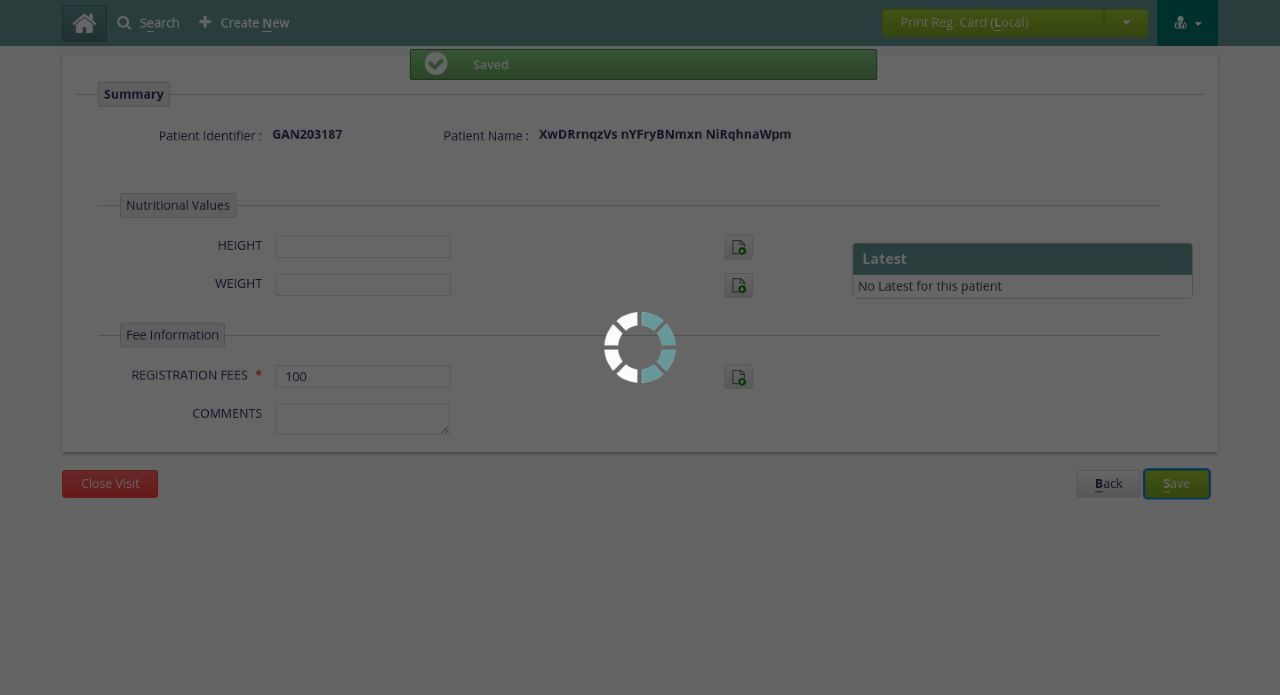 Search Create New Print Reg. Card (Local)
Saved
Summary
Patient Identifier : GAN203187 Patient Name : XwDRrnqzVs nYFryBNmxn NiRqhnaWpm
Nutritional Values
HEIGHT
Latest
WEIGHT
No Latest for this patient
Fee Information
REGISTRATION FEES * 100
COMMENTS
Close Visit Back Save